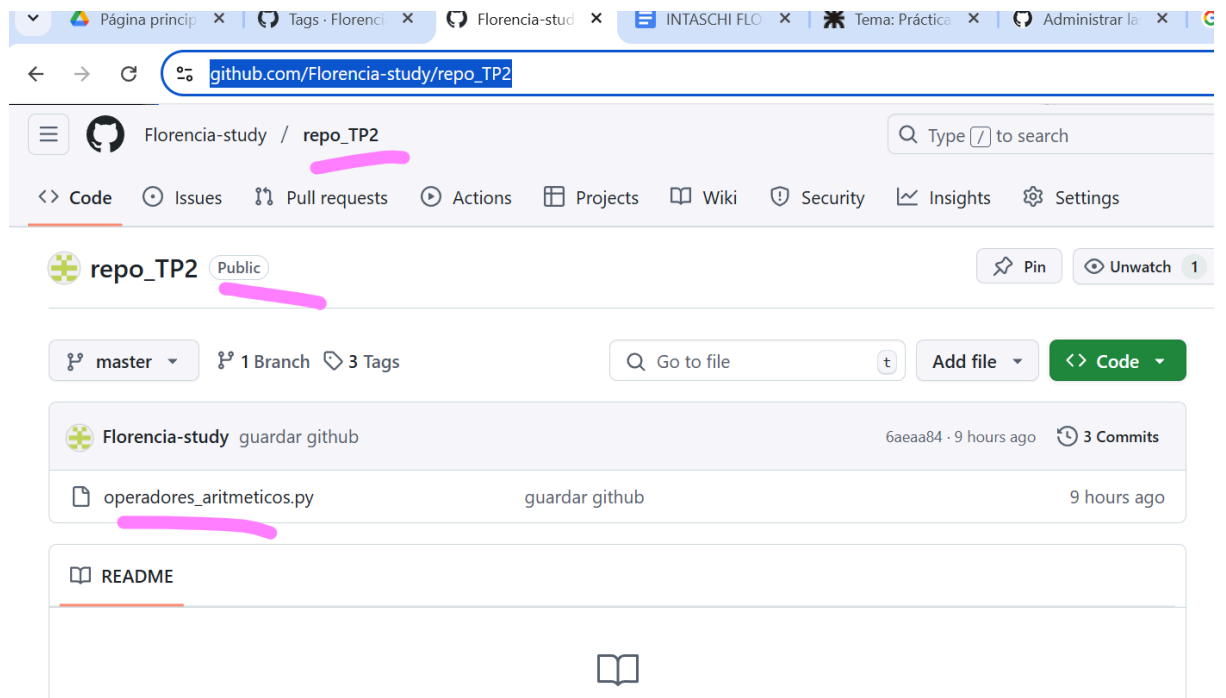 Página princip
Tags · Florenci
Florencia-stud
INTASCHI FLO
Tema: Práctica
Administrar la
github.com/Florencia-study/repo_TP2
Florencia-study / repo_TP2
Type / to search
<> Code
Issues
Pull requests
Actions
Projects
Wiki
Security
Insights
Settings
repo_TP2 Public
Pin
Unwatch 1
master
1 Branch
3 Tags
Go to file
t
Add file
<> Code
Florencia-study guardar github
6aeaa84 · 9 hours ago
3 Commits
operadores_aritmeticos.py
guardar github
9 hours ago
README